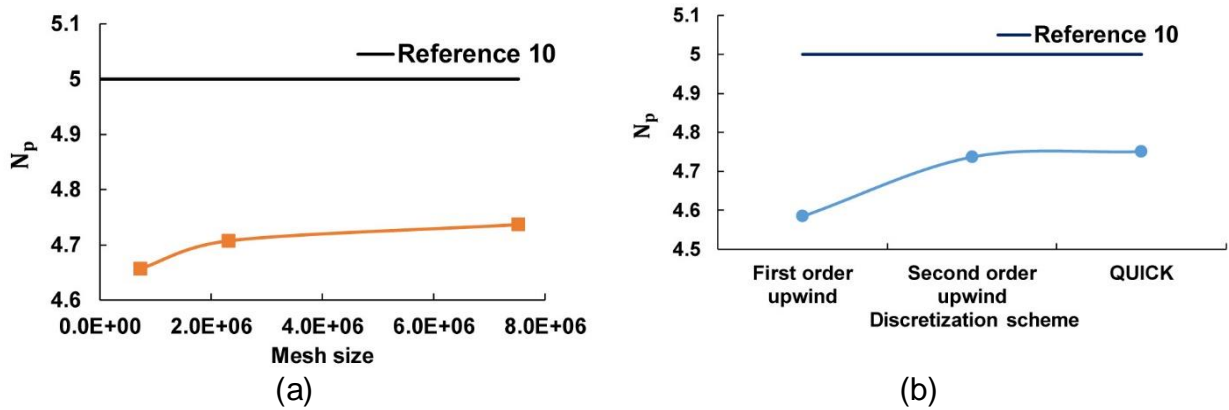 5.1
5
4.9
4.8
4.7
4.6
Np
Reference 10
0.0E+00 2.0E+06 4.0E+06 6.0E+06 8.0E+06
Mesh size
(a)
5.1
5
4.9
4.8
4.7
4.6
4.5
Np
Reference 10
First order upwind
Second order upwind
QUICK
Discretization scheme
(b)